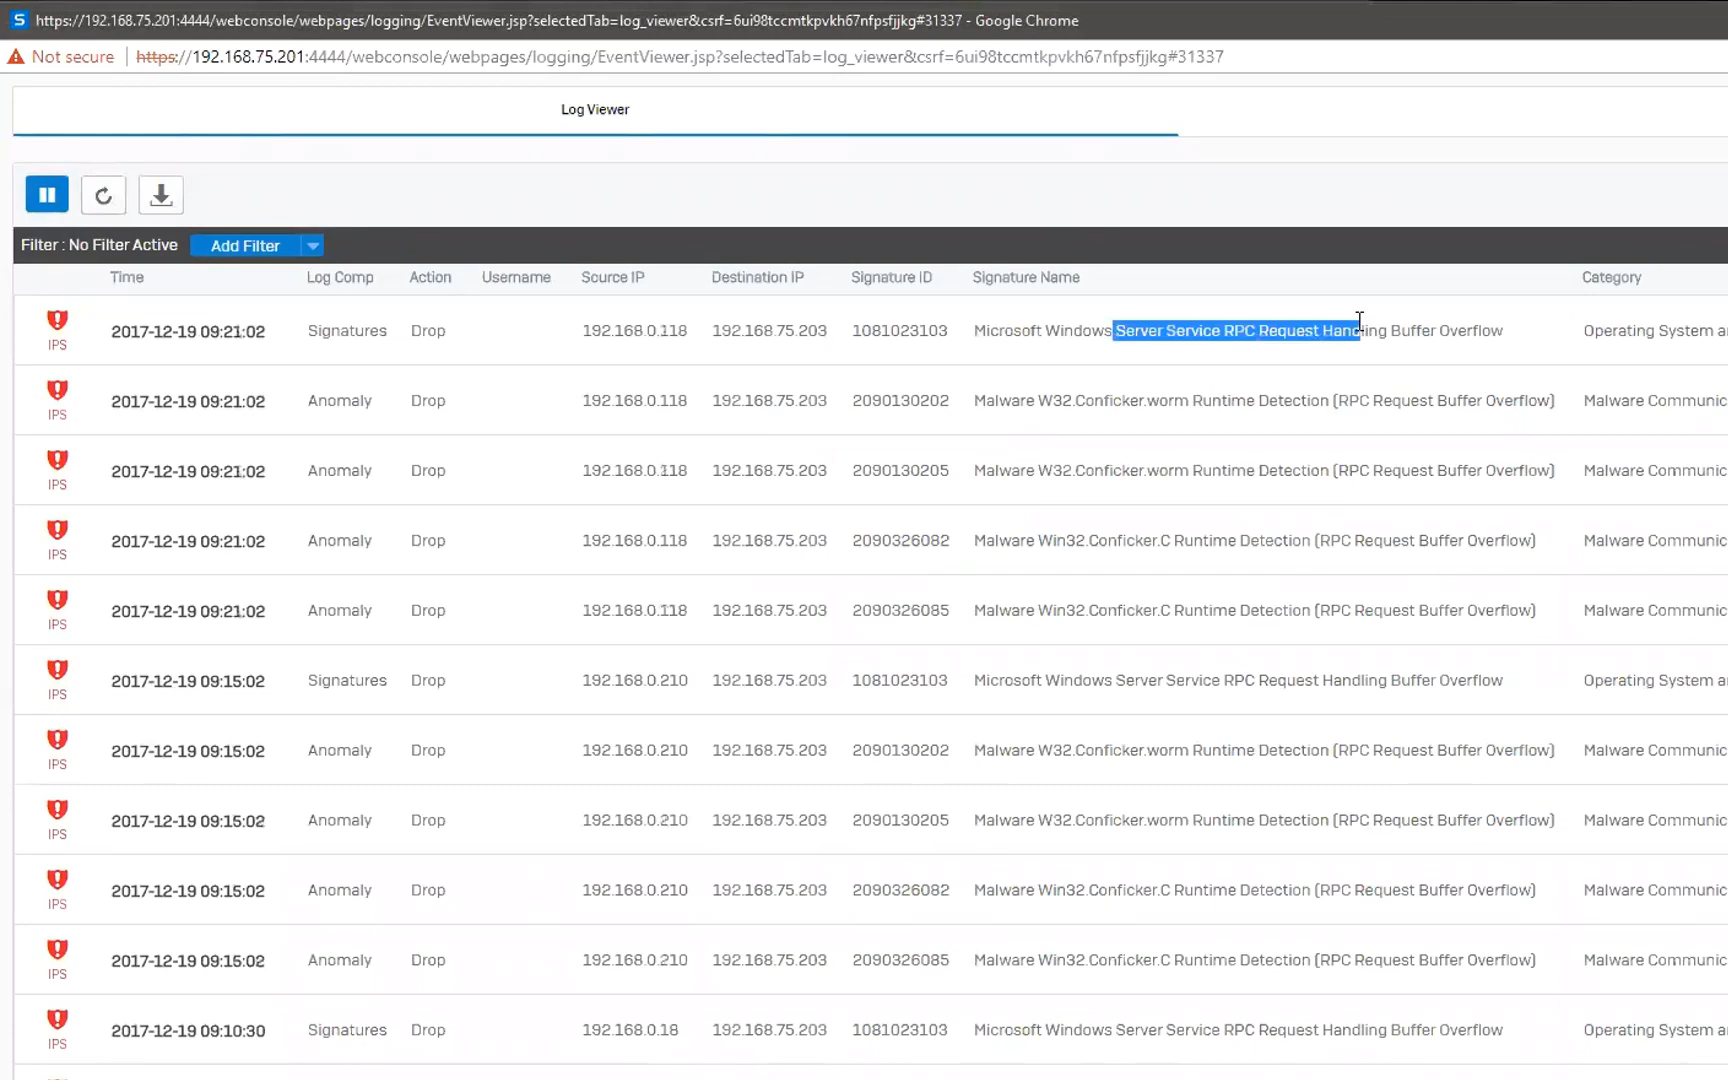 S https://192.168.75.201:4444/webconsole/webpages/logging/EventViewer.jsp?selectedTab=log_viewer&csrf=6ui98tccmtkpvkh67nfpsfjjkg#31337 - Google Chrome
Not secure https://192.168.75.201:4444/webconsole/webpages/logging/EventViewer.jsp?selectedTab=log_viewer&csrf=6ui98tccmtkpvkh67nfpsfjjkg#31337
Log Viewer
Filter : No Filter Active Add Filter
Time Log Comp Action Username Source IP Destination IP Signature ID Signature Name Category
IPS 2017-12-19 09:21:02 Signatures Drop 192.168.0.118 192.168.75.203 1081023103 Microsoft Windows Server Service RPC Request Handling Buffer Overflow Operating System a
IPS 2017-12-19 09:21:02 Anomaly Drop 192.168.0.118 192.168.75.203 2090130202 Malware W32.Conficker.worm Runtime Detection (RPC Request Buffer Overflow) Malware Communic
IPS 2017-12-19 09:21:02 Anomaly Drop 192.168.0.118 192.168.75.203 2090130205 Malware W32.Conficker.worm Runtime Detection (RPC Request Buffer Overflow) Malware Communic
IPS 2017-12-19 09:21:02 Anomaly Drop 192.168.0.118 192.168.75.203 2090326082 Malware Win32.Conficker.C Runtime Detection (RPC Request Buffer Overflow) Malware Communic
IPS 2017-12-19 09:21:02 Anomaly Drop 192.168.0.118 192.168.75.203 2090326085 Malware Win32.Conficker.C Runtime Detection (RPC Request Buffer Overflow) Malware Communic
IPS 2017-12-19 09:15:02 Signatures Drop 192.168.0.210 192.168.75.203 1081023103 Microsoft Windows Server Service RPC Request Handling Buffer Overflow Operating System a
IPS 2017-12-19 09:15:02 Anomaly Drop 192.168.0.210 192.168.75.203 2090130202 Malware W32.Conficker.worm Runtime Detection (RPC Request Buffer Overflow) Malware Communic
IPS 2017-12-19 09:15:02 Anomaly Drop 192.168.0.210 192.168.75.203 2090130205 Malware W32.Conficker.worm Runtime Detection (RPC Request Buffer Overflow) Malware Communic
IPS 2017-12-19 09:15:02 Anomaly Drop 192.168.0.210 192.168.75.203 2090326082 Malware Win32.Conficker.C Runtime Detection (RPC Request Buffer Overflow) Malware Communic
IPS 2017-12-19 09:15:02 Anomaly Drop 192.168.0.210 192.168.75.203 2090326085 Malware Win32.Conficker.C Runtime Detection (RPC Request Buffer Overflow) Malware Communic
IPS 2017-12-19 09:10:30 Signatures Drop 192.168.0.18 192.168.75.203 1081023103 Microsoft Windows Server Service RPC Request Handling Buffer Overflow Operating System a